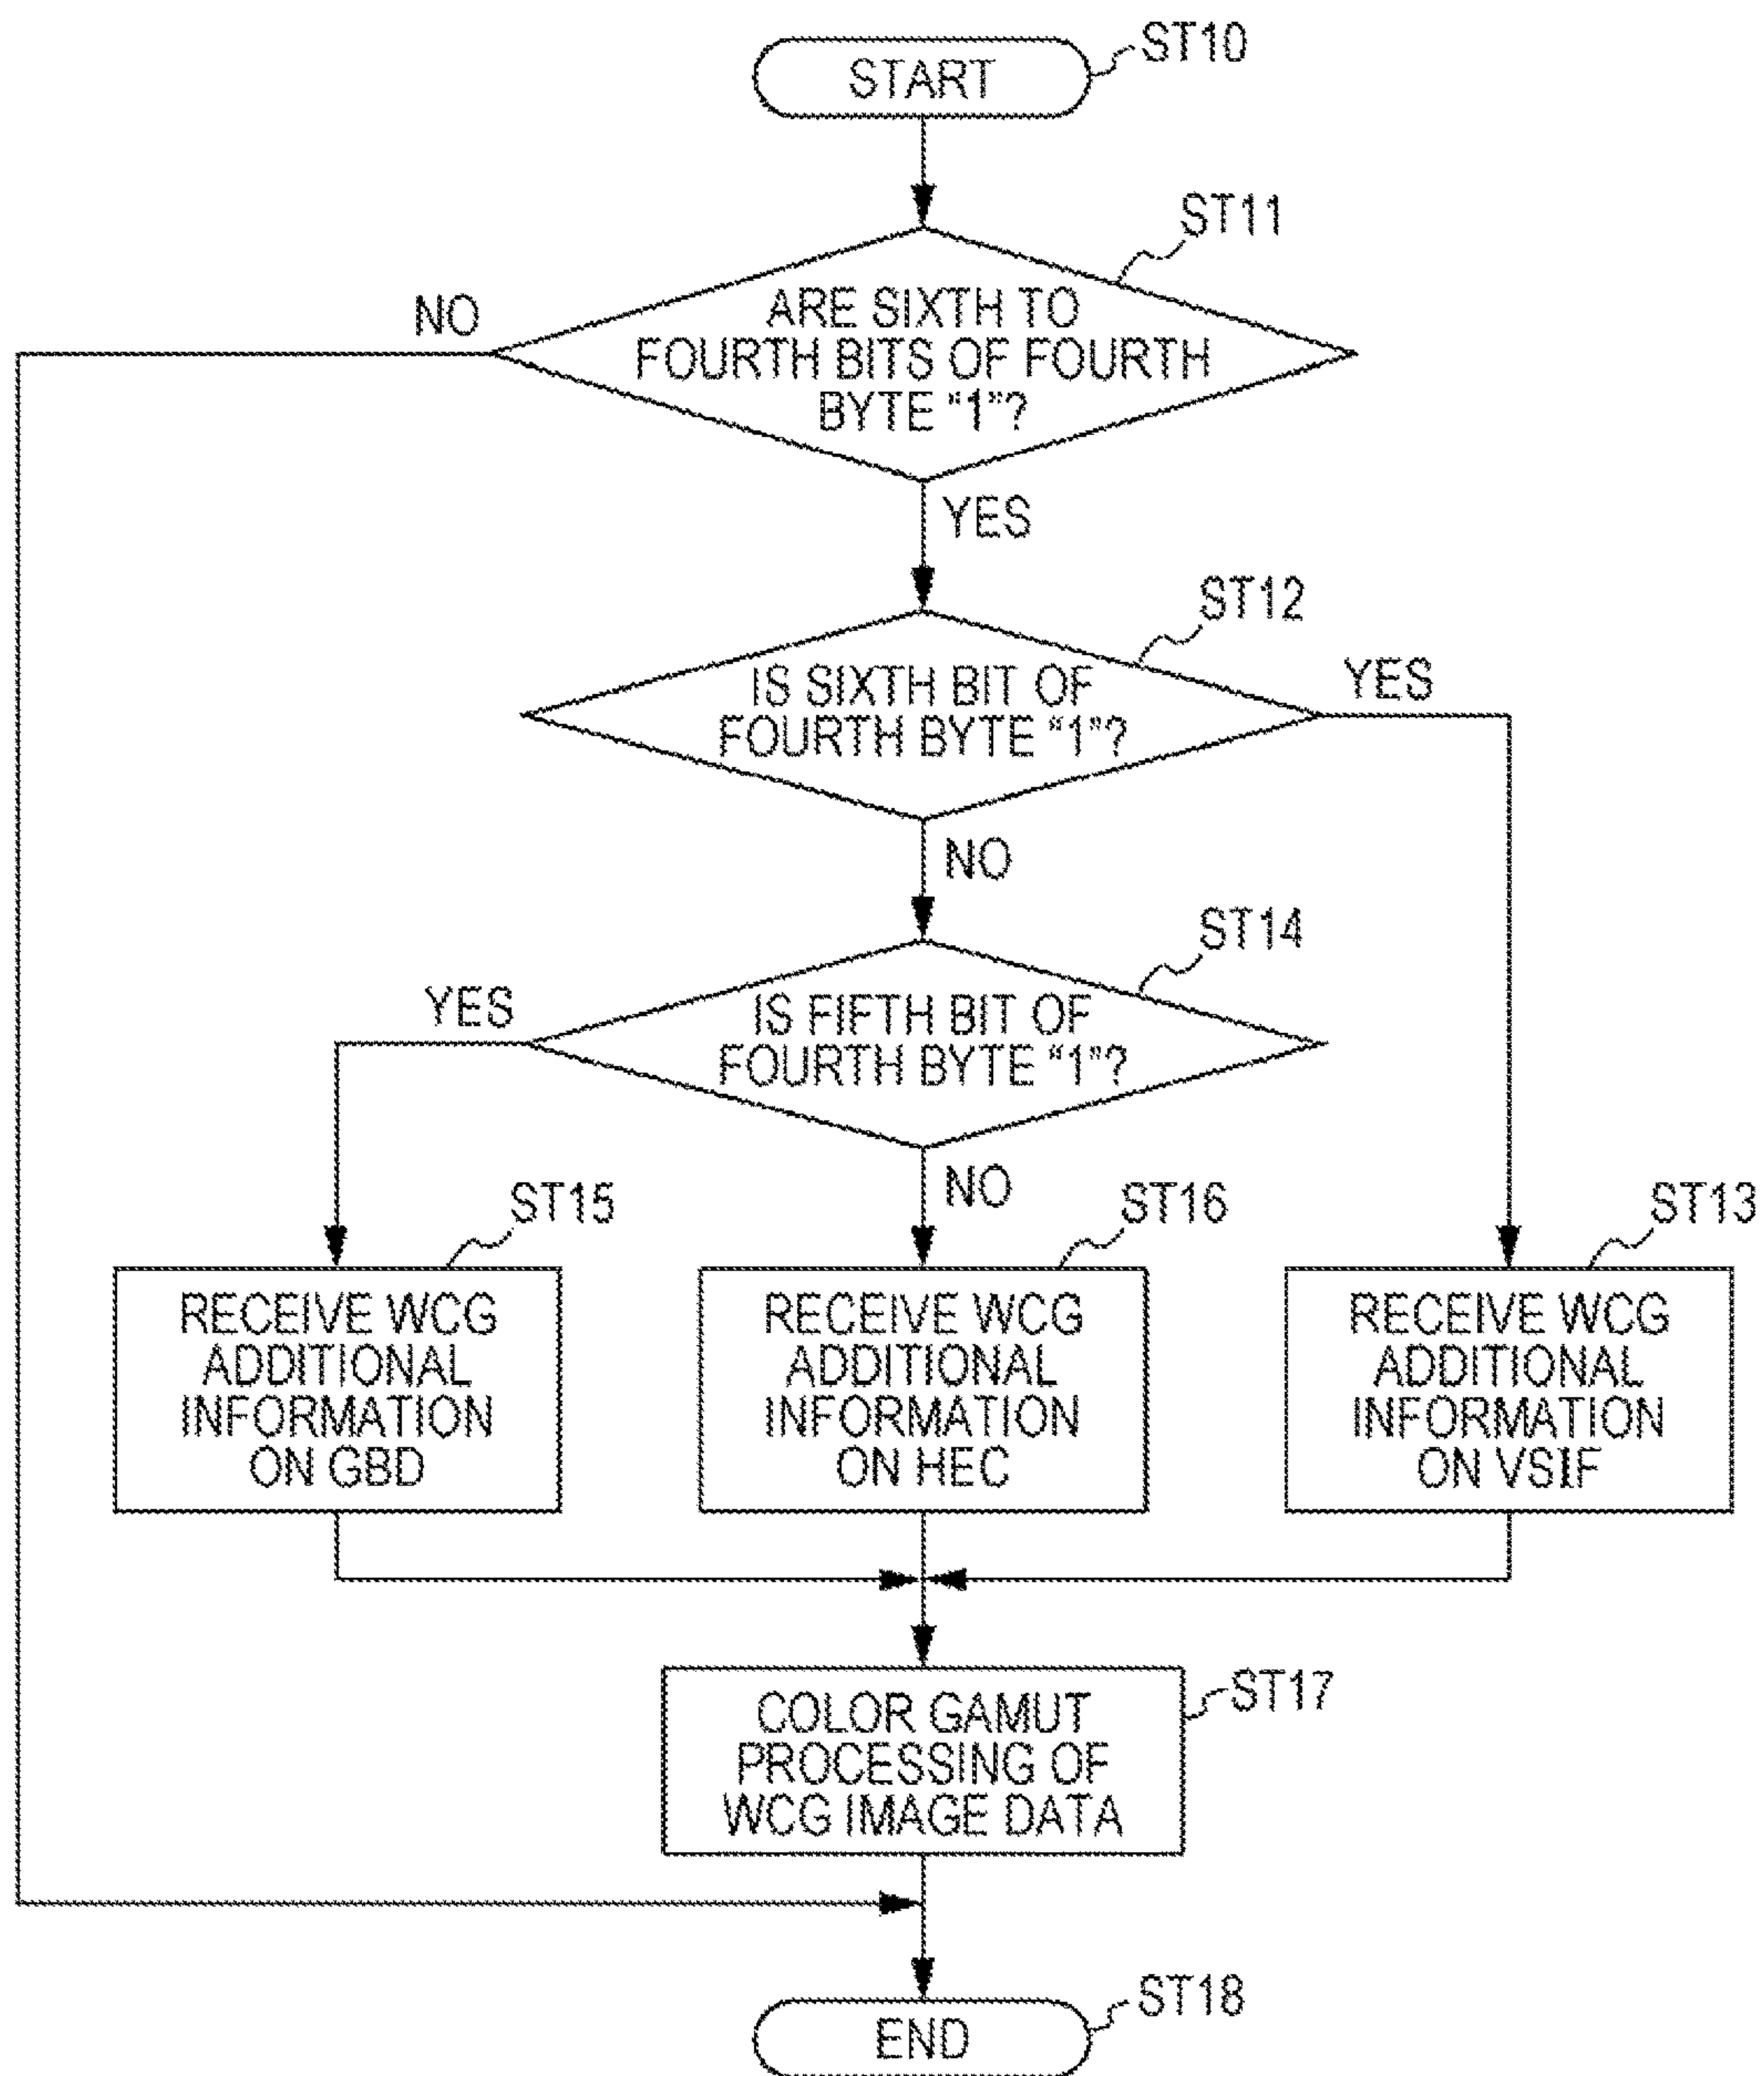 START
ST10
ST11
NO
ARE SIXTH TO
FOURTH BITS OF FOURTH
BYTE “1”?
YES
ST12
IS SIXTH BIT OF
FOURTH BYTE “1”?
YES
NO
ST14
YES
IS FIFTH BIT OF
FOURTH BYTE “1”?
NO
ST15
ST16
ST13
RECEIVE WCG
ADDITIONAL
INFORMATION
ON GBD
RECEIVE WCG
ADDITIONAL
INFORMATION
ON HEC
RECEIVE WCG
ADDITIONAL
INFORMATION
ON VSIF
ST17
COLOR GAMUT
PROCESSING OF
WCG IMAGE DATA
ST18
END